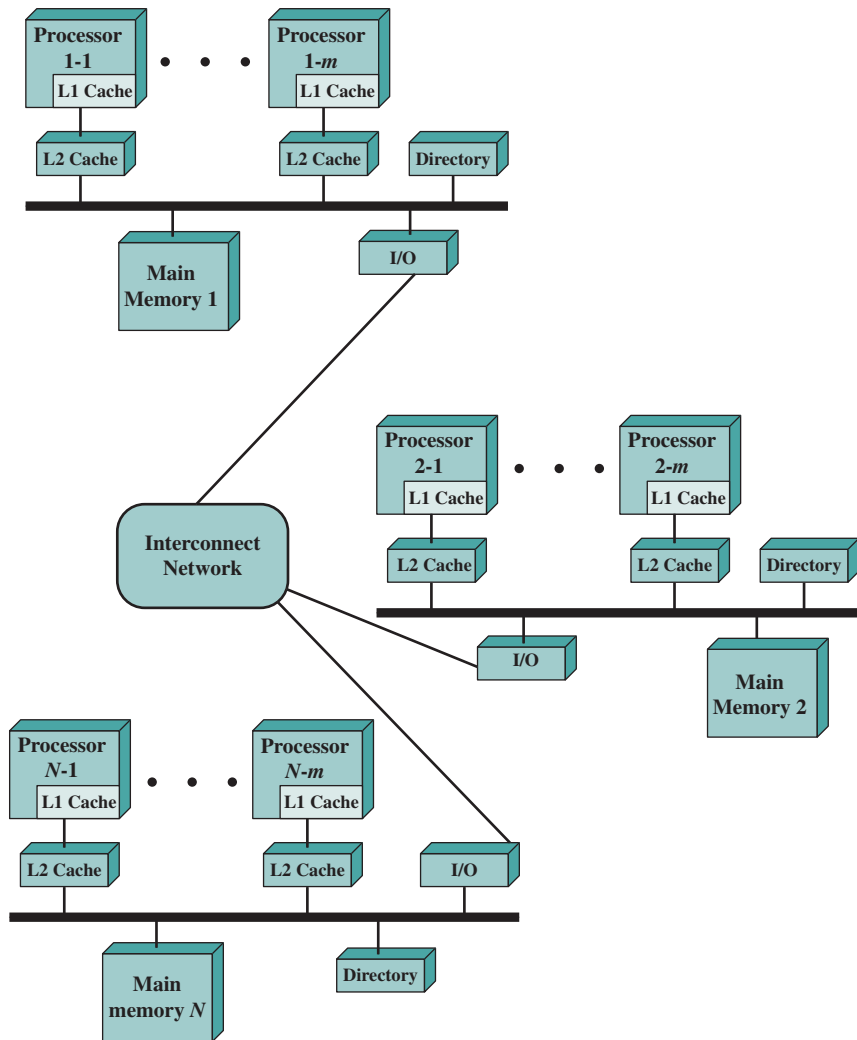 Processor
1-1
L1 Cache
Processor
1-m
L1 Cache
L2 Cache
L2 Cache
Directory
Main
Memory 1
I/O
Processor
2-1
L1 Cache
Processor
2-m
L1 Cache
Interconnect
Network
L2 Cache
L2 Cache
Directory
I/O
Main
Memory 2
Processor
N-1
L1 Cache
Processor
N-m
L1 Cache
L2 Cache
L2 Cache
I/O
Main
memory N
Directory